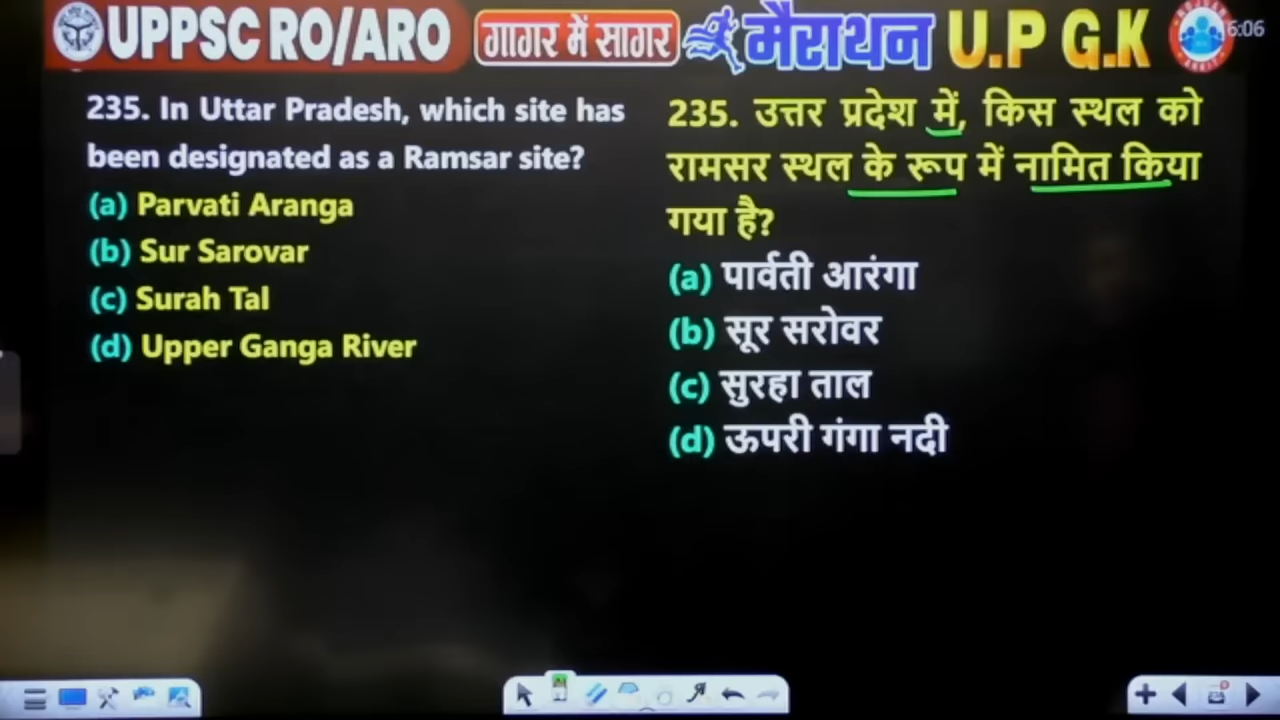 UPPSC RO/ARO गागर में सागर मैराथन U.P G.K
6:06
235. In Uttar Pradesh, which site has
been designated as a Ramsar site?
(a) Parvati Aranga
(b) Sur Sarovar
(c) Surah Tal
(d) Upper Ganga River
235. उत्तर प्रदेश में, किस स्थल को
रामसर स्थल के रूप में नामित किया
गया है?
(a) पार्वती आरंगा
(b) सूर सरोवर
(c) सुरहा ताल
(d) ऊपरी गंगा नदी